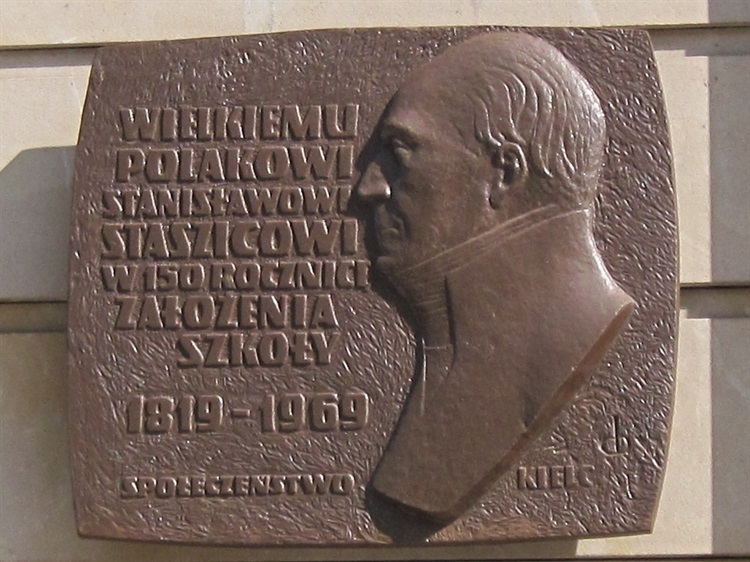 WIELKIEMU
POLAKOWI
STANISŁAWOWI
STASZICOWI
W 150 ROCZNICĘ
ZAŁOŻENIA
SZKOŁY
1819-1969
SPOŁECZEŃSTWO KIELC